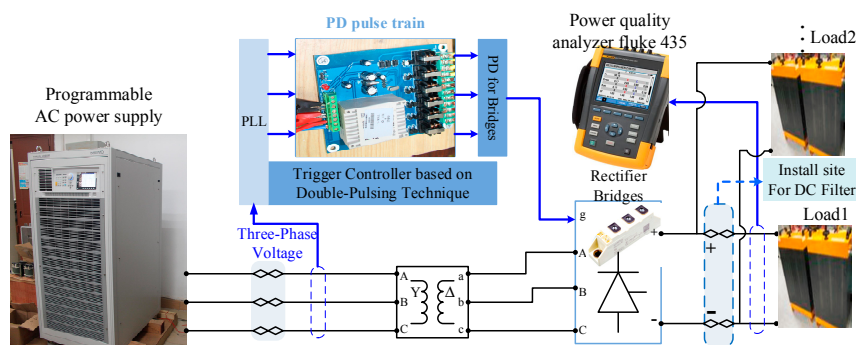 PD pulse train
Power quality
analyzer fluke 435
Load2
Programmable
AC power supply
PLL
PD for Bridges
Trigger Controller based on
Double-Pulsing Technique
Rectifier
Bridges
Install site
For DC Filter
Three-Phase
Voltage
Load1
g
+
+
A
a
A
Y
Δ
B
b
B
C
c
C
-
-